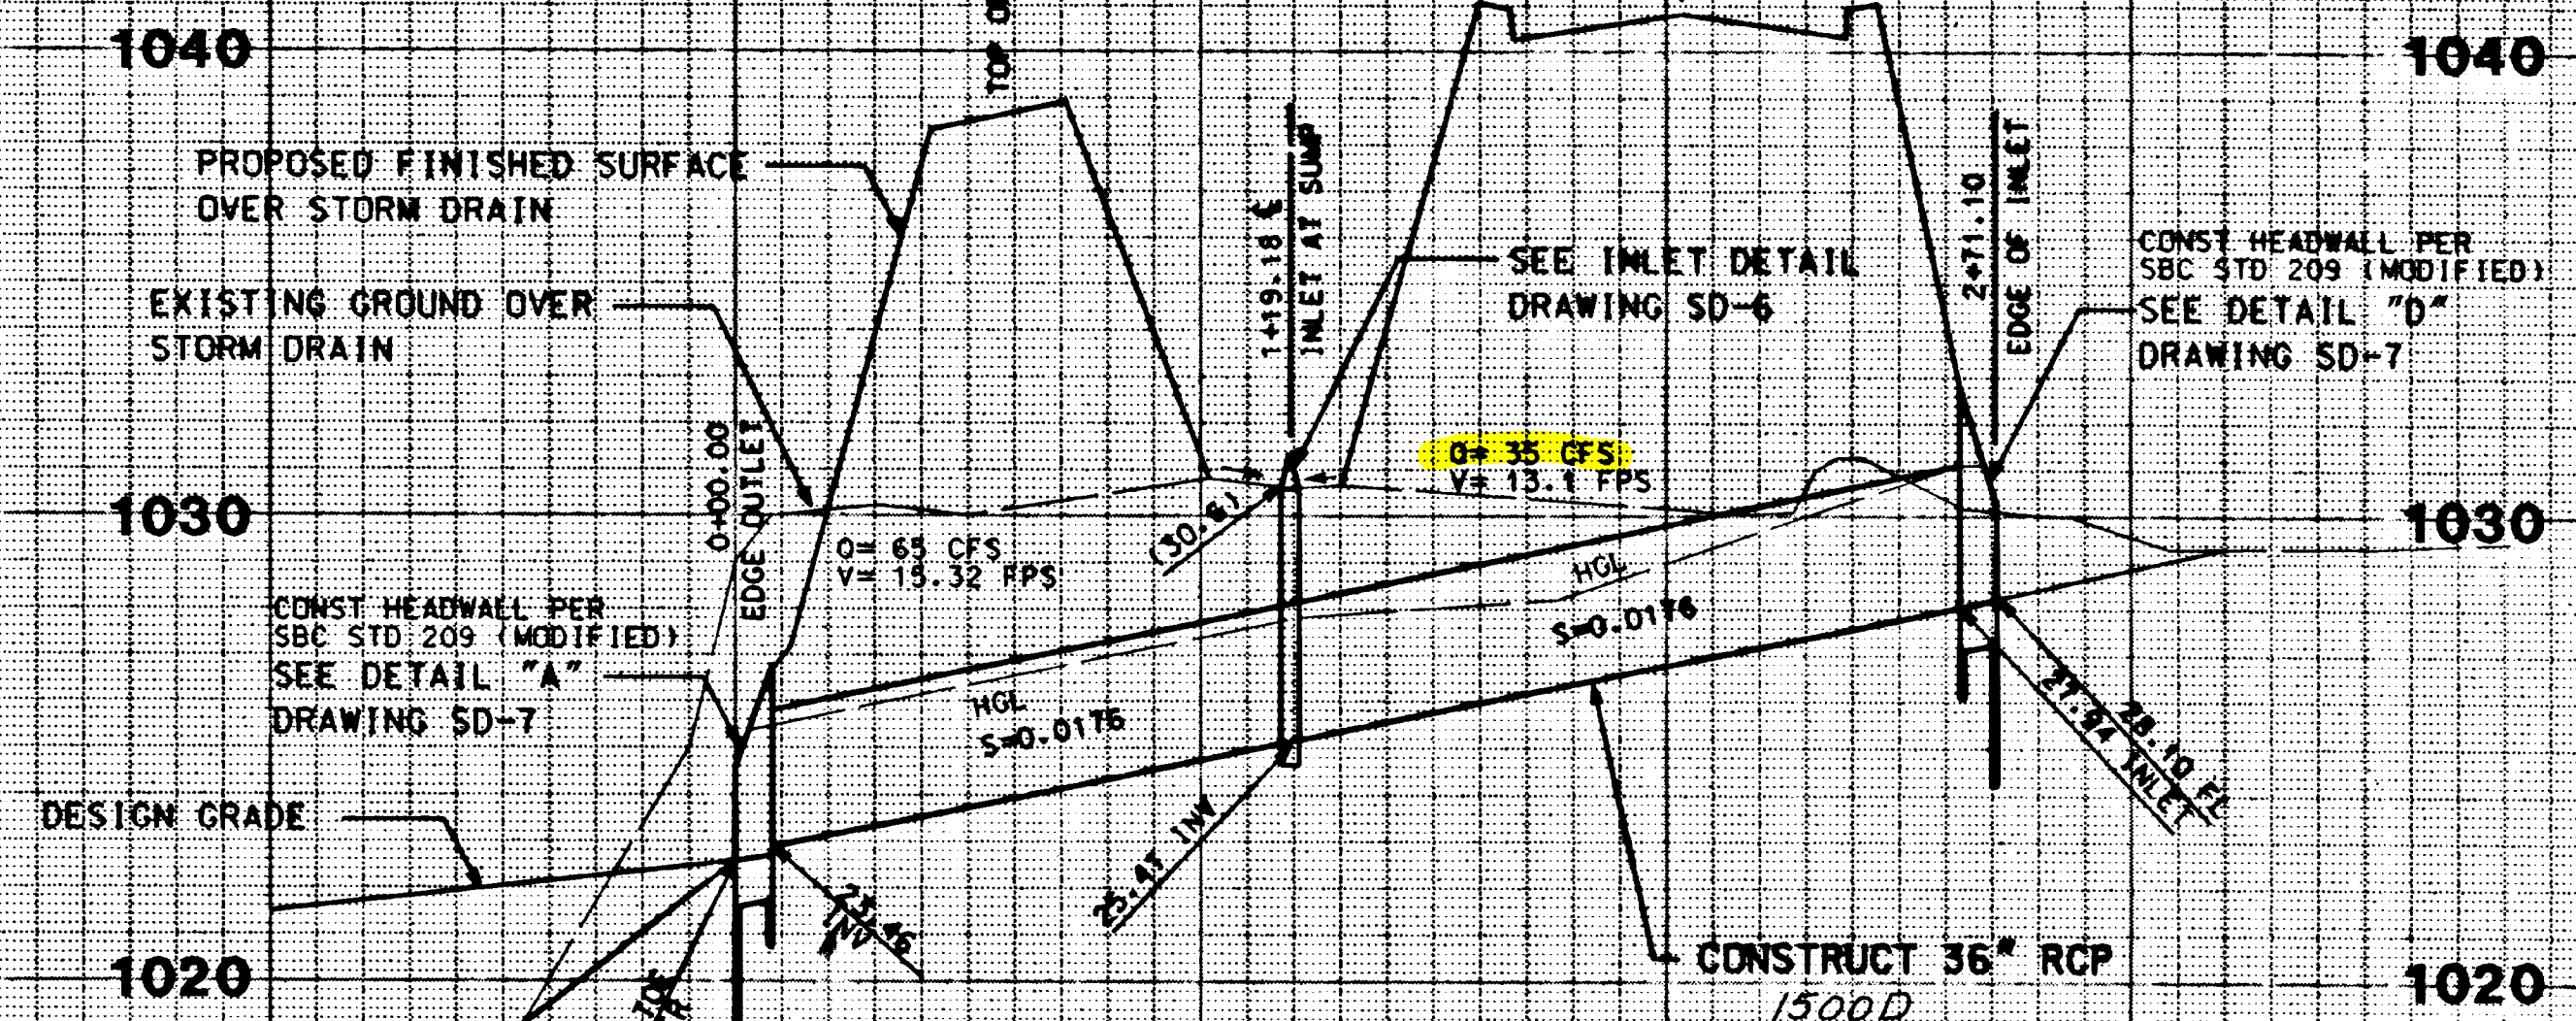 1040
1040
TOP
PROPOSED FINISHED SURFACE
OVER STORM DRAIN
1+19.18 ℄
INLET AT SUMP
2+71.10
EDGE OF INLET
SEE INLET DETAIL
DRAWING SD-6
CONST HEADWALL PER
SBC STD 209 (MODIFIED)
SEE DETAIL "D"
DRAWING SD-7
EXISTING GROUND OVER
STORM DRAIN
0+00.00
EDGE OUTLET
Q= 35 CFS
V= 13.1 FPS
1030
1030
Q= 65 CFS
V= 15.32 FPS
(30.8)
HGL
S=0.0176
CONST HEADWALL PER
SBC STD 209 (MODIFIED)
SEE DETAIL "A"
DRAWING SD-7
HGL
S=0.0176
28.10 FL
27.94 INLET
DESIGN GRADE
25.43 INV
23.46
INV
CONSTRUCT 36" RCP
1500D
1020
1020